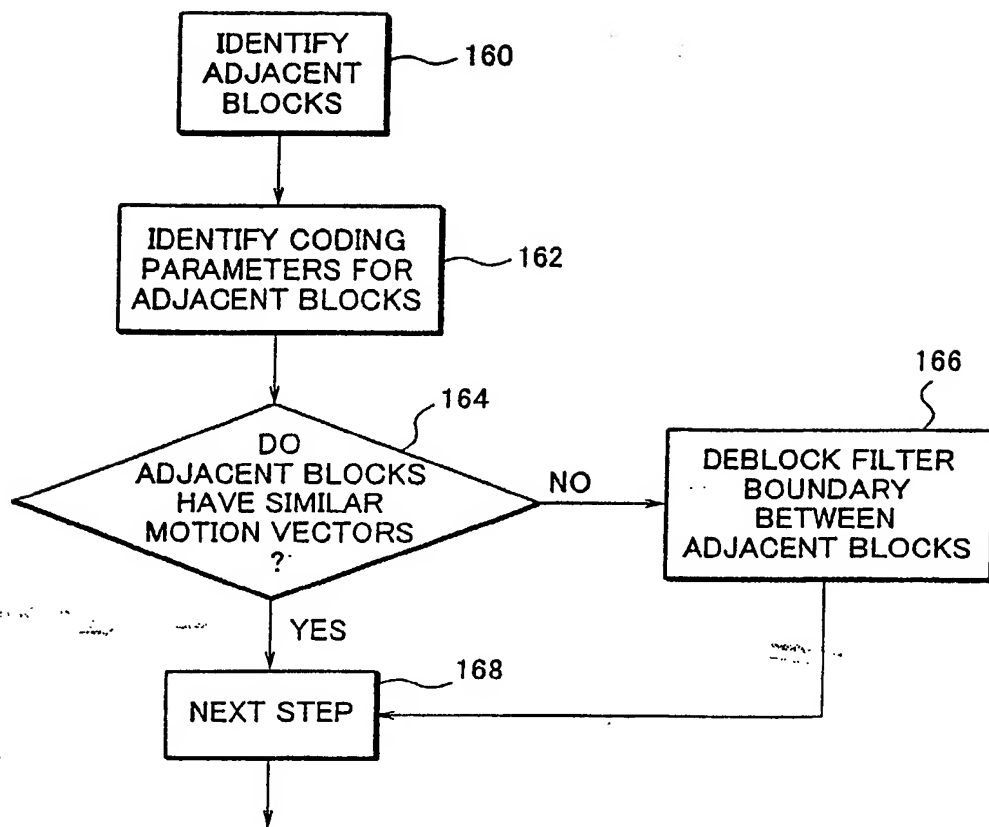 IDENTIFY
ADJACENT
BLOCKS
160
IDENTIFY CODING
PARAMETERS FOR
ADJACENT BLOCKS
162
164
DO
ADJACENT BLOCKS
HAVE SIMILAR
MOTION VECTORS
?
NO
166
DEBLOCK FILTER
BOUNDARY
BETWEEN
ADJACENT BLOCKS
YES
168
NEXT STEP